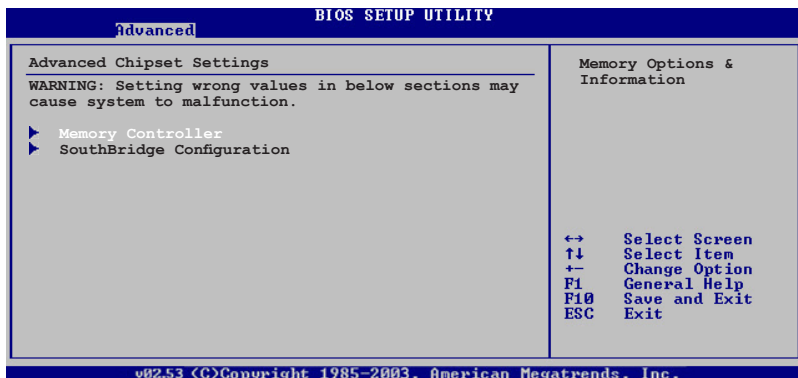 BIOS SETUP UTILITY
Advanced
Advanced Chipset Settings
WARNING: Setting wrong values in below sections may
cause system to malfunction.
Memory Controller
SouthBridge Configuration
Memory Options &
Information
←→ Select Screen
↑↓ Select Item
+- Change Option
F1 General Help
F10 Save and Exit
ESC Exit
v02.53 (C)Copyright 1985-2003, American Megatrends, Inc.